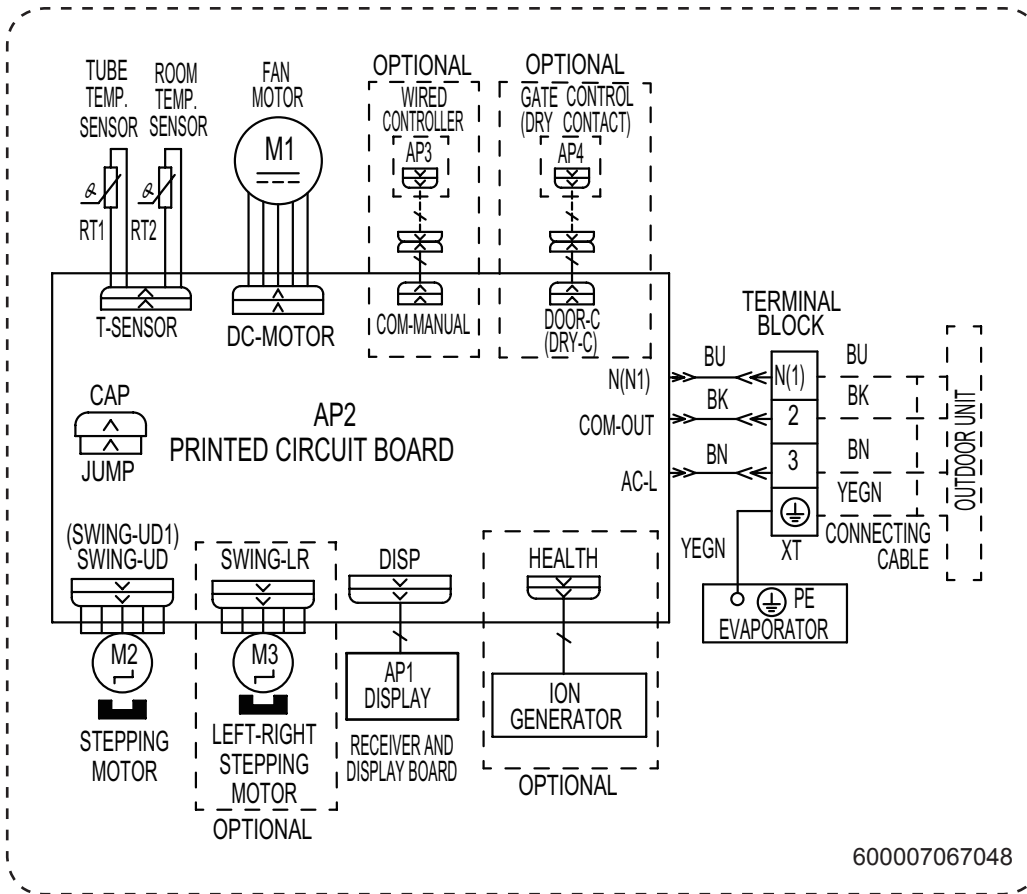 TUBE
TEMP.
SENSOR
ROOM
TEMP.
SENSOR
FAN
MOTOR
M1
OPTIONAL
WIRED
CONTROLLER
AP3
OPTIONAL
GATE CONTROL
(DRY CONTACT)
AP4
RT1
RT2
T-SENSOR
DC-MOTOR
COM-MANUAL
DOOR-C
(DRY-C)
TERMINAL
BLOCK
N(N1)
BU
N(1)
BU
COM-OUT
BK
2
BK
AC-L
BN
3
BN
YEGN
YEGN
XT
CONNECTING
CABLE
OUTDOOR UNIT
PE
EVAPORATOR
CAP
JUMP
AP2
PRINTED CIRCUIT BOARD
(SWING-UD1)
SWING-UD
M2
STEPPING
MOTOR
SWING-LR
M3
LEFT-RIGHT
STEPPING
MOTOR
OPTIONAL
DISP
AP1
DISPLAY
RECEIVER AND
DISPLAY BOARD
HEALTH
ION
GENERATOR
OPTIONAL
600007067048